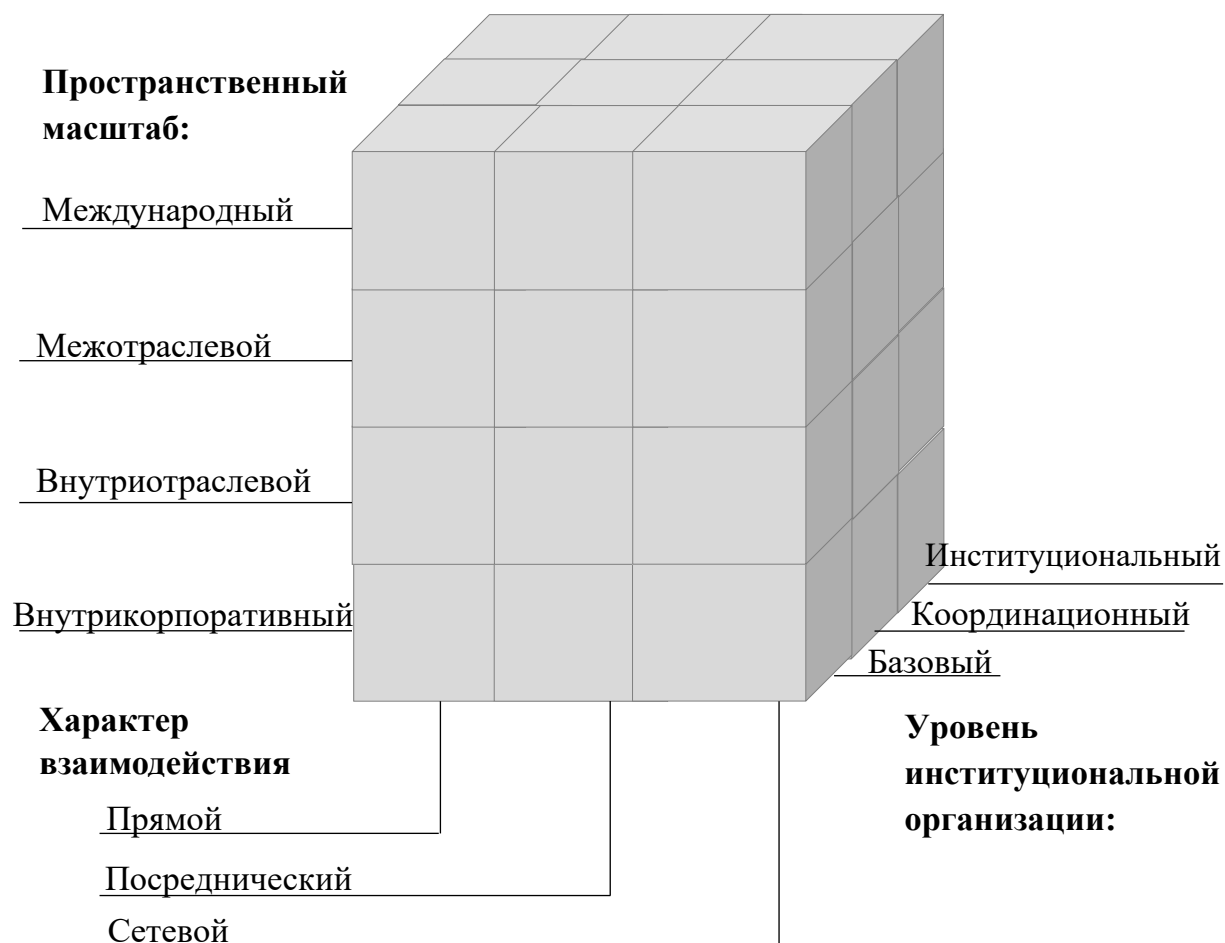 Пространственный
масштаб:
Международный
Межотраслевой
Внутриотраслевой
Внутрикорпоративный
Институциональный
Координационный
Базовый
Характер
взаимодействия
Прямой
Посреднический
Сетевой
Уровень
институциональной
организации: